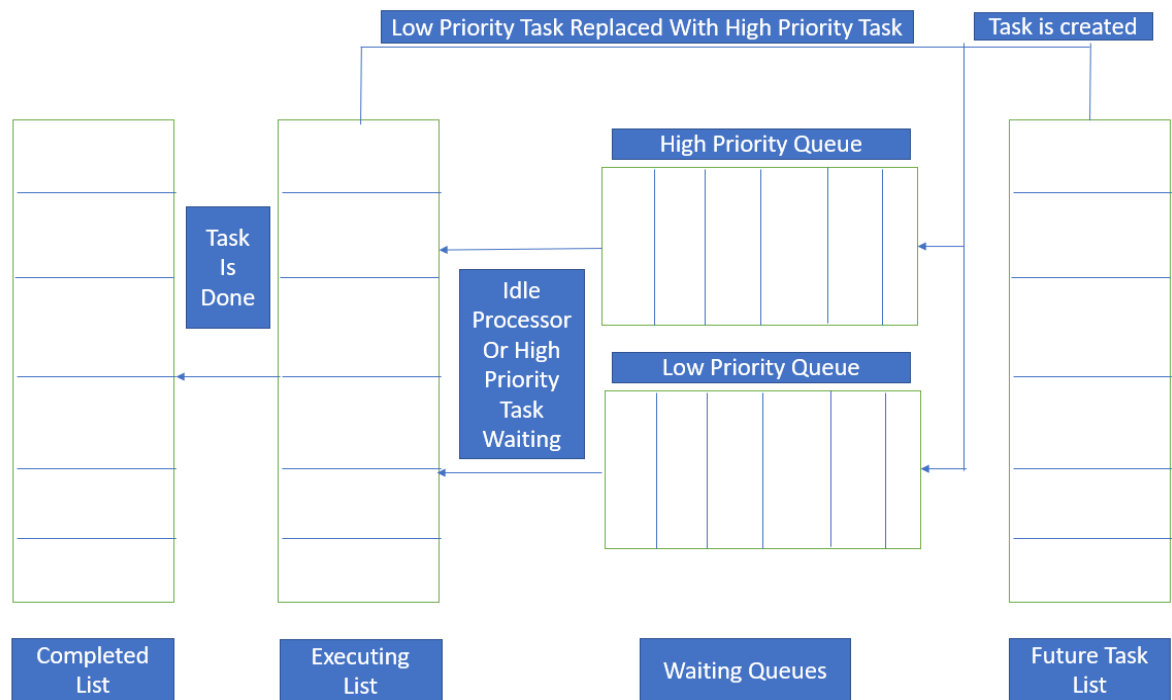 Low Priority Task Replaced With High Priority Task
Task is created
High Priority Queue
Task
Is
Done
Idle
Processor
Or High
Priority
Task
Waiting
Low Priority Queue
Completed
List
Executing
List
Waiting Queues
Future Task
List